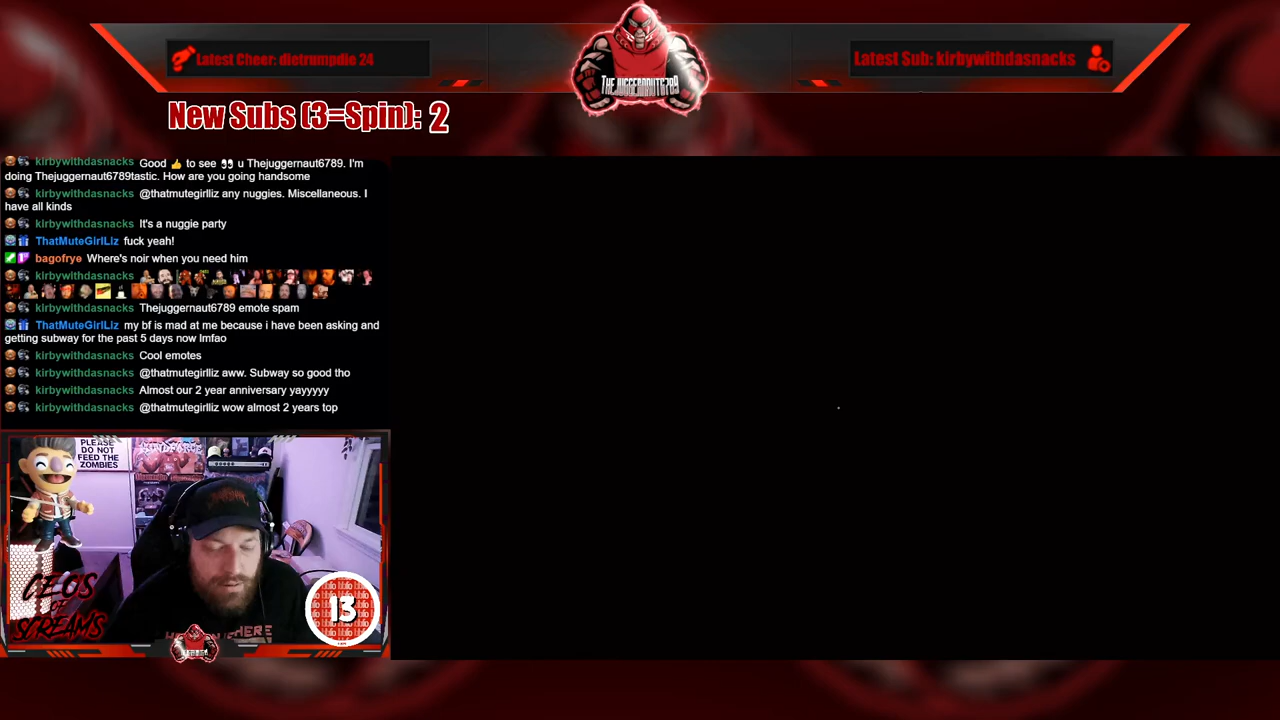 Latest Cheer: dietrumpdie 24
THEJUGGERNAUT6789
Latest Sub: kirbywithdasnacks
New Subs (3=Spin): 2
kirbywithdasnacks Good 👍 to see 👀 u Thejuggernaut6789. I'm
doing Thejuggernaut6789tastic. How are you going handsome
kirbywithdasnacks @thatmutegirlliz any nuggies. Miscellaneous. I
have all kinds
kirbywithdasnacks It's a nuggie party
ThatMuteGirlLiz fuck yeah!
bagofrye Where's noir when you need him
kirbywithdasnacks
kirbywithdasnacks Thejuggernaut6789 emote spam
ThatMuteGirlLiz my bf is mad at me because i have been asking and
getting subway for the past 5 days now lmfao
kirbywithdasnacks Cool emotes
kirbywithdasnacks @thatmutegirlliz aww. Subway so good tho
kirbywithdasnacks Almost our 2 year anniversary yayyyyy
kirbywithdasnacks @thatmutegirlliz wow almost 2 years top
PLEASE
DO NOT
FEED THE
ZOMBIES
MINDFORCE
CEO'S
OF
SCREAMS
13